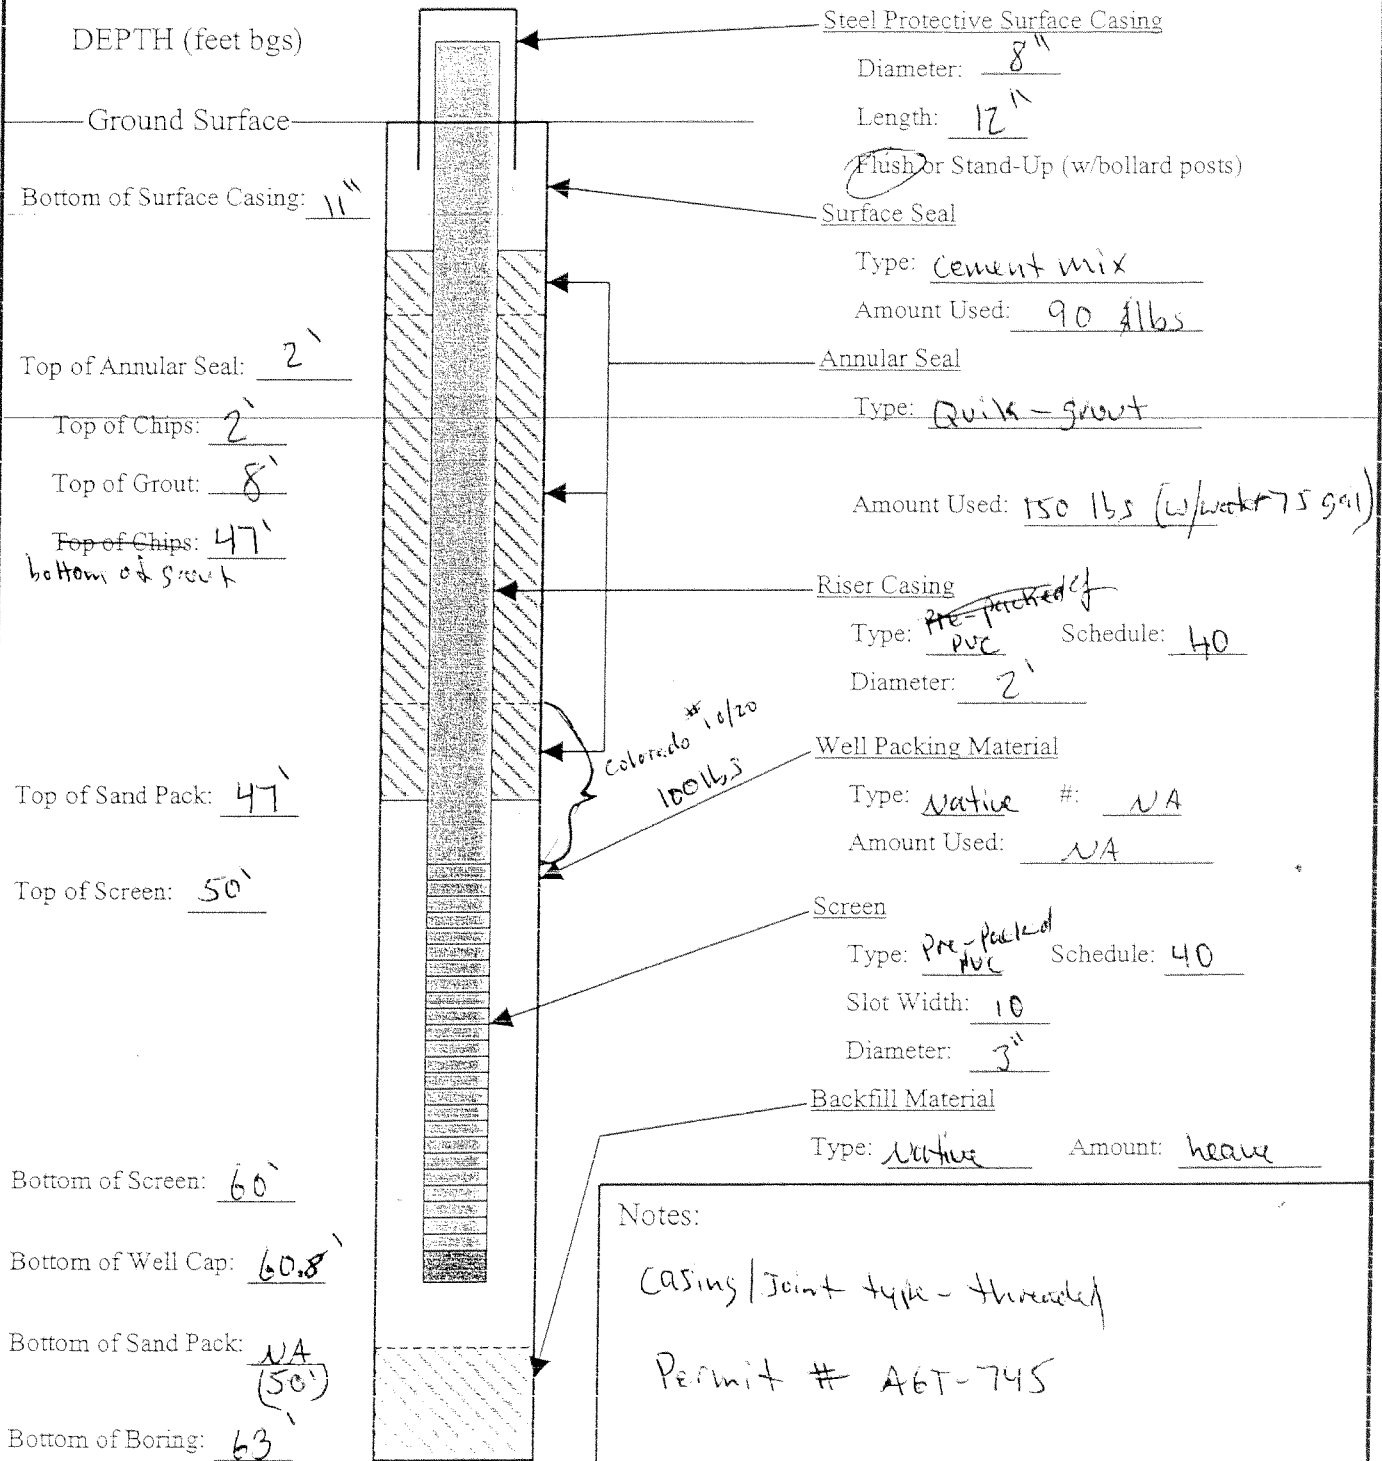 DEPTH (feet bgs)
Ground Surface
Bottom of Surface Casing: 11"
Top of Annular Seal: 2'
Top of Chips: 2'
Top of Grout: 8'
Top of Chips: 47'
bottom of grout
Top of Sand Pack: 47'
Top of Screen: 50'
Bottom of Screen: 60'
Bottom of Well Cap: 60.8'
Bottom of Sand Pack: NA
(50')
Bottom of Boring: 63'
Steel Protective Surface Casing
Diameter: 8"
Length: 12"
Flush or Stand-Up (w/bollard posts)
Surface Seal
Type: Cement mix
Amount Used: 90 lbs
Annular Seal
Type: Quik-grout
Amount Used: 150 lbs (w/water 75 gal)
Riser Casing
Pre-packed
Type: PVC Schedule: 40
Diameter: 2'
Colorado #10/20
100 lbs
Well Packing Material
Type: Native #: NA
Amount Used: NA
Screen
Type: Pre-packed
PVC Schedule: 40
Slot Width: 10
Diameter: 3"
Backfill Material
Type: Native Amount: heave
Notes:
Casing/Joint type - threaded
Permit # A6T-745